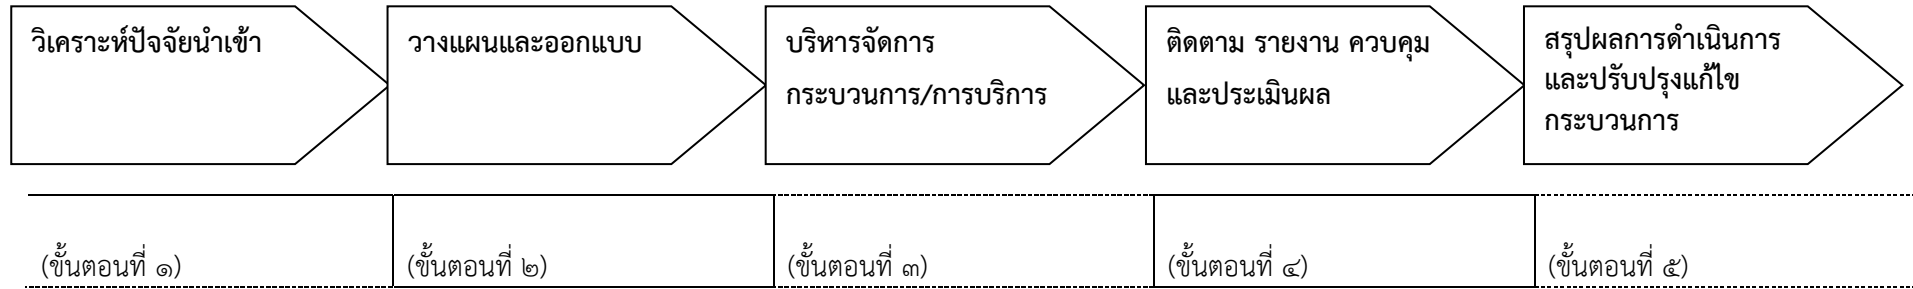 วิเคราะห์ปัจจัยนำเข้า
วางแผนและออกแบบ
บริหารจัดการ
กระบวนการ/การบริการ
ติดตาม รายงาน ควบคุม
และประเมินผล
สรุปผลการดำเนินการ
และปรับปรุงแก้ไข
กระบวนการ
(ขั้นตอนที่ ๑)
(ขั้นตอนที่ ๒)
(ขั้นตอนที่ ๓)
(ขั้นตอนที่ ๔)
(ขั้นตอนที่ ๕)